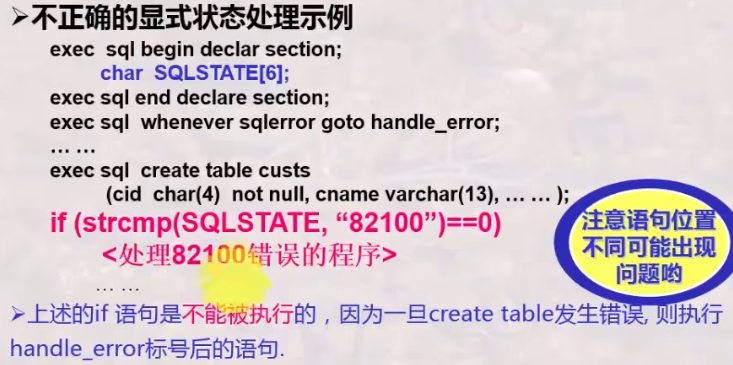 ➢不正确的显式状态处理示例
exec sql begin declar section;
char SQLSTATE[6];
exec sql end declare section;
exec sql whenever sqlerror goto handle_error;
… …
exec sql create table custs
(cid char(4) not null, cname varchar(13), … … );
if (strcmp(SQLSTATE, “82100”)==0)
<处理82100错误的程序>
… …
注意语句位置
不同可能出现
问题哟
➢上述的if 语句是不能被执行的，因为一旦create table发生错误, 则执行
handle_error标号后的语句.